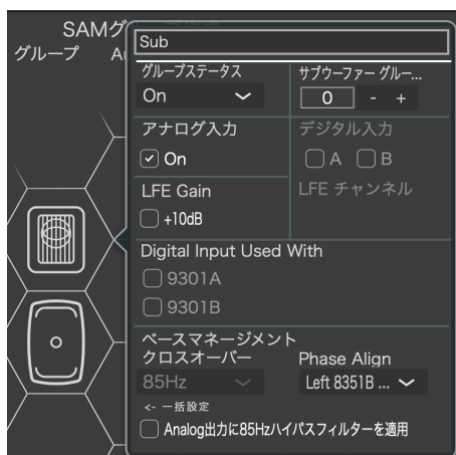 SAMグ
グループ A
Sub
グループステータス
サブウーファー グルー...
On
0 - +
アナログ入力
デジタル入力
On
A B
LFE Gain
LFE チャンネル
+10dB
Digital Input Used With
9301A
9301B
ベースマネージメント
クロスオーバー
Phase Align
85Hz
Left 8351B ...
<- 一括設定
Analog出力に85Hzハイパスフィルターを適用